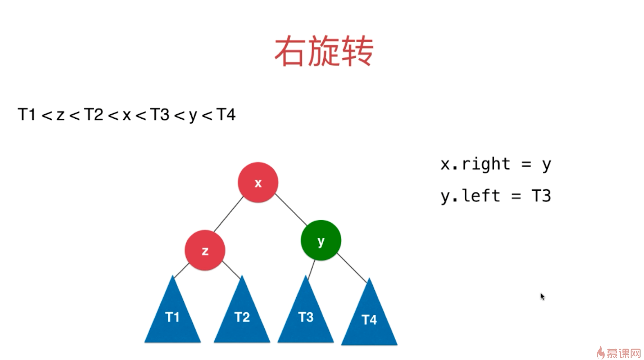 右旋转
T1 < z < T2 < x < T3 < y < T4
x.right = y
y.left = T3
x
z
y
T1
T2
T3
T4
慕课网